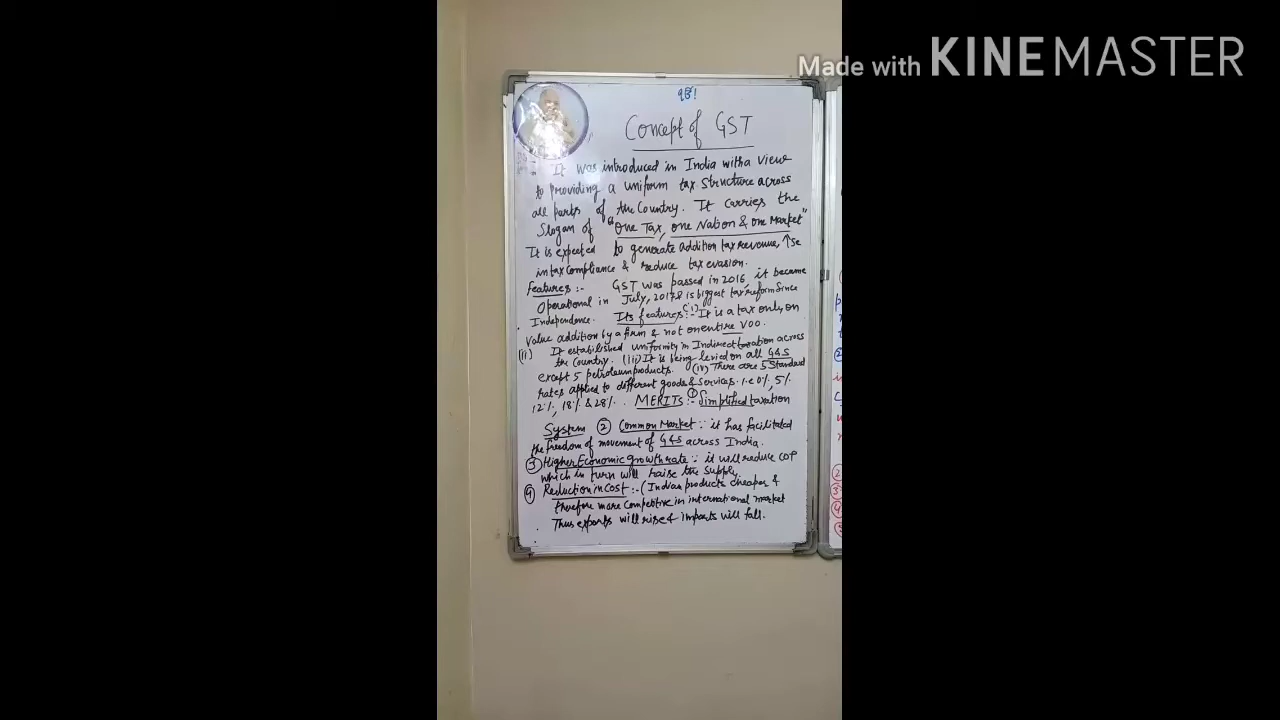 Made with KINEMASTER
ੴ
Concept of GST
It was introduced in India with a view
to providing a uniform tax structure across
all parts of the country. It carries the
Slogan of "One Tax, one Nation & one Market"
It is expected to generate addition tax revenue, ↑se
in tax compliance & reduce tax evasion.
Features :- GST was passed in 2016, it became
operational in July, 2017 & is biggest tax reform since
Independence. Its features :- (i) It is a tax only on
value addition by a firm & not on entire VOO.
(ii) It established uniformity in Indirect taxation across
the country. (iii) It is being levied on all G&S
except 5 petroleum products. (iv) There are 5 Standard
rates applied to different goods & services. i.e 0%, 5%
12%, 18% & 28%. MERITS :- ① Simplified taxation
System ② Common Market :- it has facilitated
the freedom of movement of G&S across India.
③ Higher Economic growth rate :- it will reduce COP
which in turn will raise the supply.
④ Reduction in Cost :- (Indian products cheaper &
therefore more competitive in international market
Thus exports will rise & imports will fall.